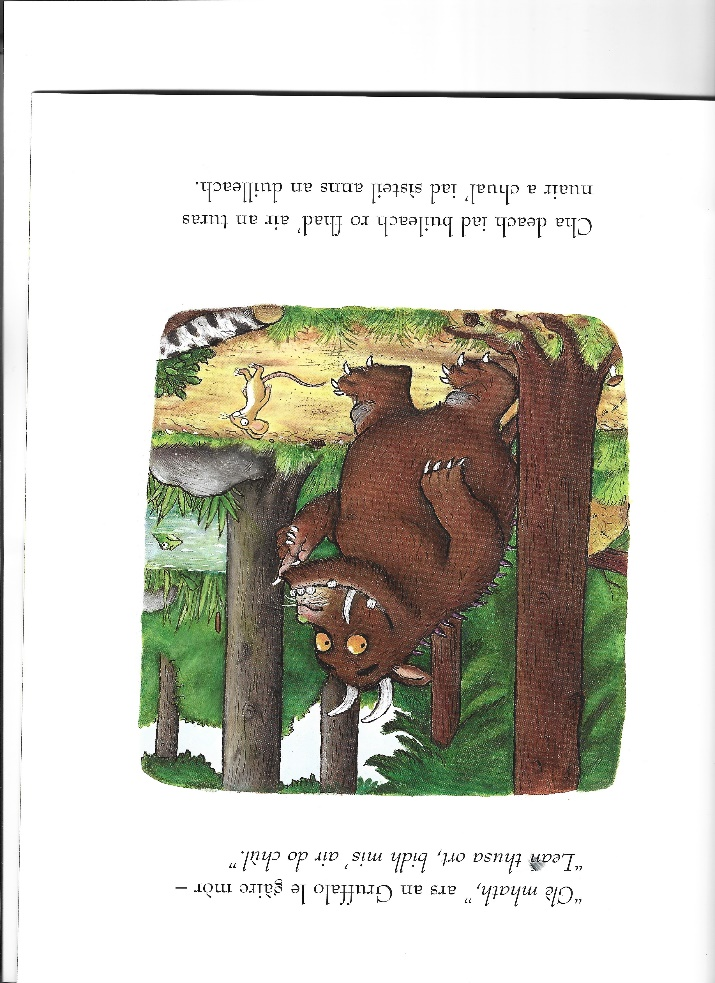 "Glè mhath," ars an Gruffalo le gàire mòr –
"Lean thusa ort, bidh mis' air do chùl."
Cha deach iad buileach ro fhad' air an turas
nuair a chual' iad sìsteil anns an duilleach.